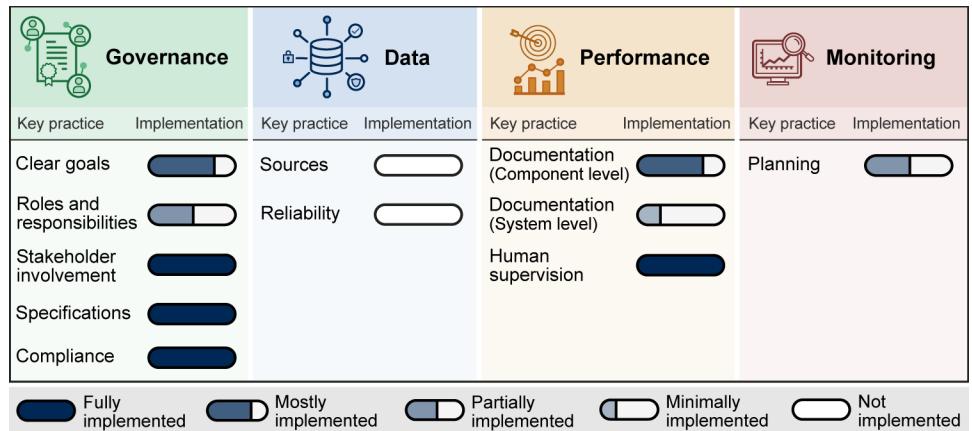 Governance
Data
Performance
Monitoring
Key practice Implementation
Key practice Implementation
Key practice Implementation
Key practice Implementation
Clear goals
Roles and
responsibilities
Stakeholder
involvement
Specifications
Compliance
Sources
Reliability
Documentation
(Component level)
Documentation
(System level)
Human
supervision
Planning
Fully
implemented
Mostly
implemented
Partially
implemented
Minimally
implemented
Not
implemented